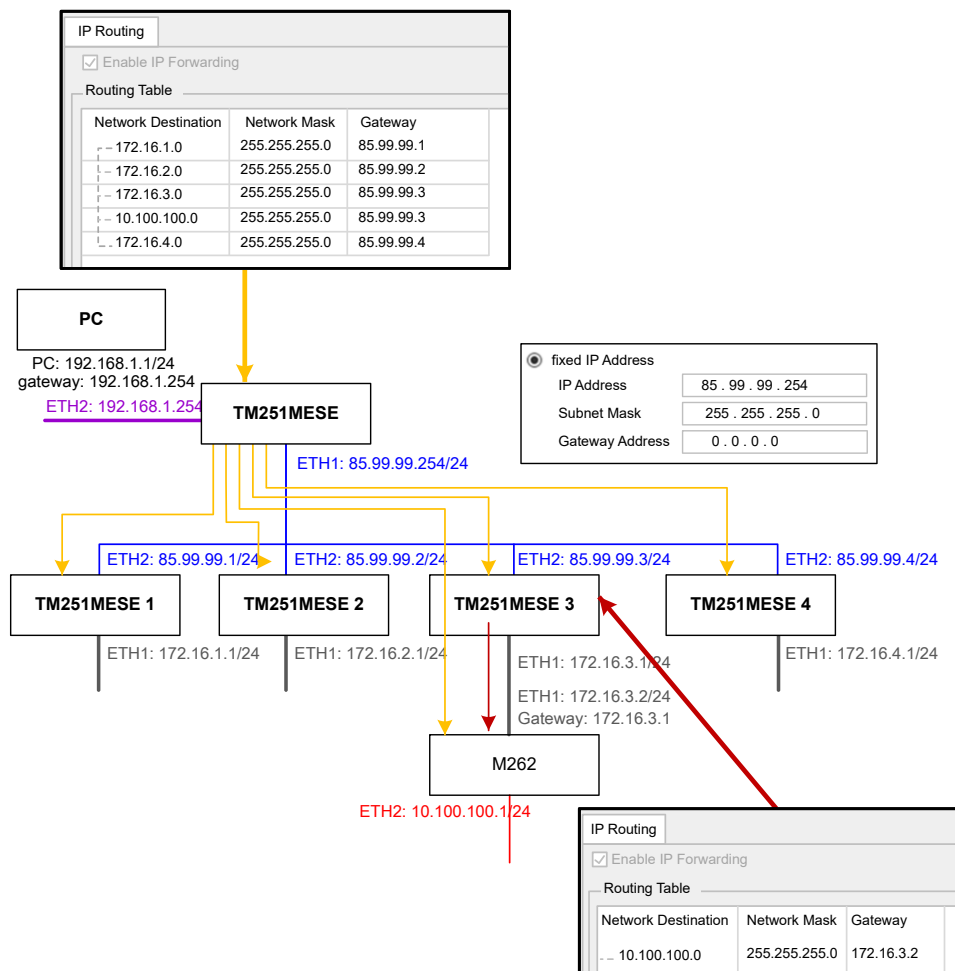 IP Routing
Enable IP Forwarding
Routing Table
Network Destination Network Mask Gateway
172.16.1.0 255.255.255.0 85.99.99.1
172.16.2.0 255.255.255.0 85.99.99.2
172.16.3.0 255.255.255.0 85.99.99.3
10.100.100.0 255.255.255.0 85.99.99.3
172.16.4.0 255.255.255.0 85.99.99.4
PC
PC: 192.168.1.1/24
gateway: 192.168.1.254
ETH2: 192.168.1.254
TM251MESE
ETH1: 85.99.99.254/24
fixed IP Address
IP Address 85 . 99 . 99 . 254
Subnet Mask 255 . 255 . 255 . 0
Gateway Address 0 . 0 . 0 . 0
ETH2: 85.99.99.1/24 ETH2: 85.99.99.2/24 ETH2: 85.99.99.3/24 ETH2: 85.99.99.4/24
TM251MESE 1 TM251MESE 2 TM251MESE 3 TM251MESE 4
ETH1: 172.16.1.1/24 ETH1: 172.16.2.1/24 ETH1: 172.16.3.1/24 ETH1: 172.16.4.1/24
ETH1: 172.16.3.2/24
Gateway: 172.16.3.1
M262
ETH2: 10.100.100.1/24
IP Routing
Enable IP Forwarding
Routing Table
Network Destination Network Mask Gateway
10.100.100.0 255.255.255.0 172.16.3.2